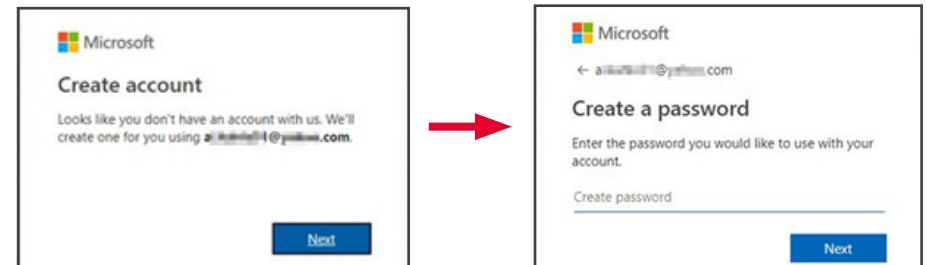 Microsoft
Create account
Looks like you don't have an account with us. We'll
create one for you using .com.
Next
Microsoft
← a @ .com
Create a password
Enter the password you would like to use with your
account.
Create password
Next